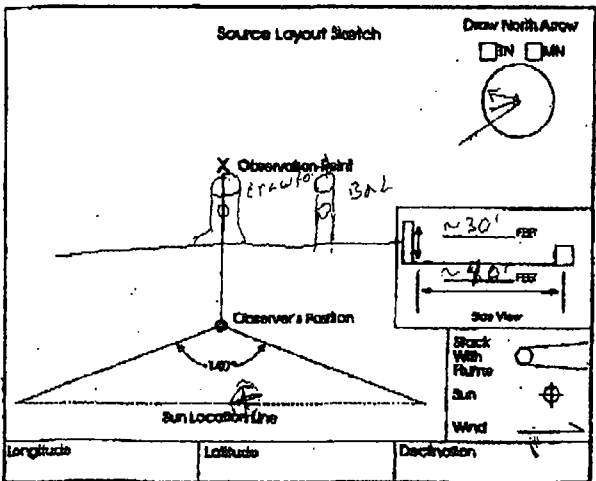 Source Layout Sketch
Draw North Arrow
TN MN
X Observation Point
Bal
~30' FEET
FEET
Side View
Observer's Position
140°
Sun Location Line
Stack
With
Plume
Sun
Wind
Longitude
Latitude
Declination